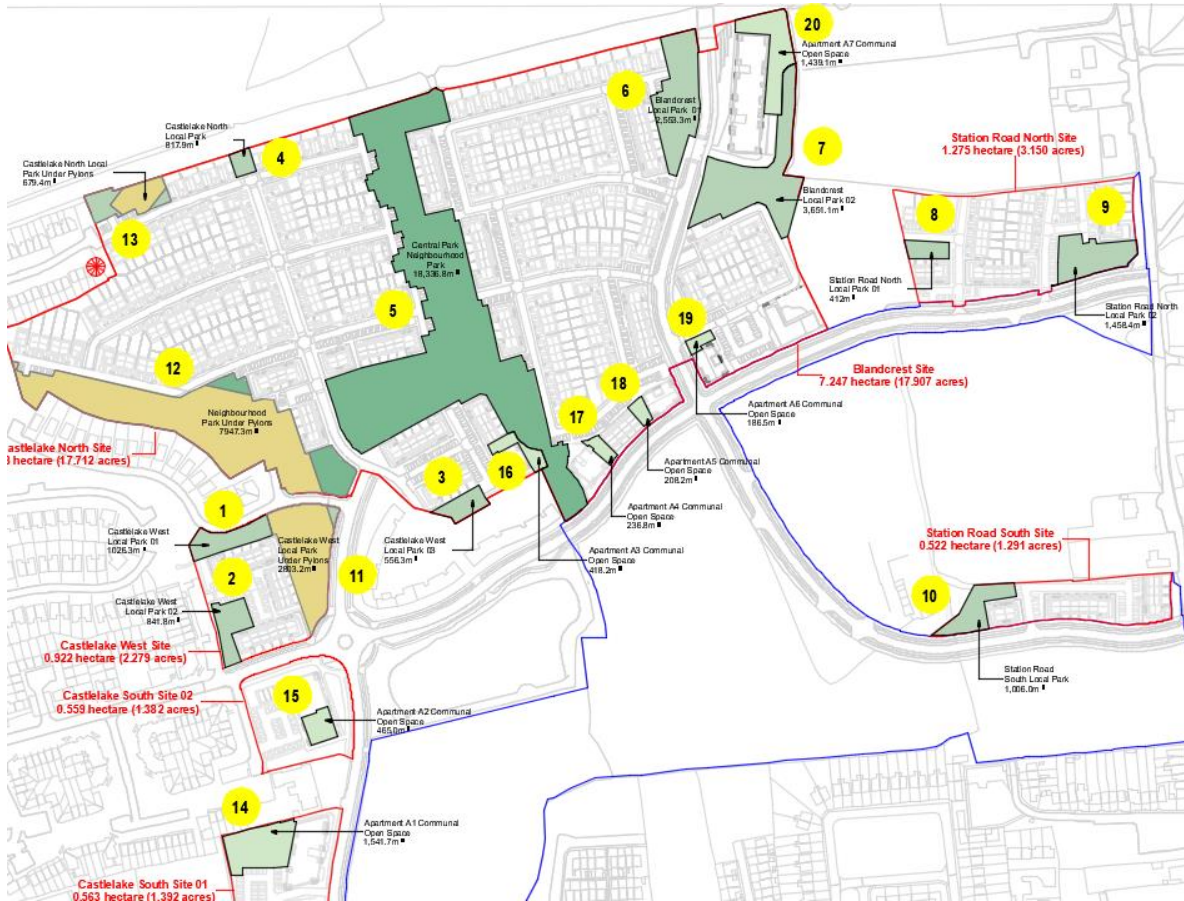 20
Apartment A7 Communal
Open Space
1,439.1m
6
Blandcrest
Local Park 01
2,553.3m
Castlelake North
Local Park
817.9m
4
Castlelake North Local
Park Under Pylons
679.4m
Station Road North Site
1.275 hectare (3.150 acres)
7
Blandcrest
Local Park 02
3,651.1m
8
9
13
Central Park
Neighbourhood
Park
18,336.8m
5
Station Road North
Local Park 01
412m
Station Road North
Local Park 02
1,458.4m
19
12
Blandcrest Site
7.247 hectare (17.907 acres)
18
Neighbourhood
Park Under Pylons
7947.3m
17
Apartment A6 Communal
Open Space
186.5m
astlelake North Site
3 hectare (17.712 acres)
3
16
Apartment A5 Communal
Open Space
208.2m
1
Apartment A4 Communal
Open Space
236.8m
Castlelake West
Local Park 01
1026.3m
Castlelake West
Local Park
Under Pylons
2803.2m
Castlelake West
Local Park 03
556.3m
Apartment A3 Communal
Open Space
418.2m
Station Road South Site
0.522 hectare (1.291 acres)
2
11
10
Castlelake West
Local Park 02
841.8m
Castlelake West Site
0.922 hectare (2.279 acres)
Station Road
South Local Park
1,006.0m
Castlelake South Site 02
0.559 hectare (1.382 acres)
15
Apartment A2 Communal
Open Space
465.0m
14
Apartment A1 Communal
Open Space
1,541.7m
Castlelake South Site 01
0.563 hectare (1.392 acres)